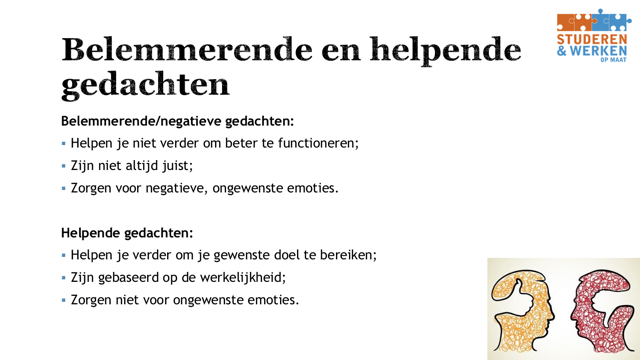 Belemmerende en helpende
gedachten
STUDEREN
& WERKEN
OP MAAT
Belemmerende/negatieve gedachten:
▪ Helpen je niet verder om beter te functioneren;
▪ Zijn niet altijd juist;
▪ Zorgen voor negatieve, ongewenste emoties.
Helpende gedachten:
▪ Helpen je verder om je gewenste doel te bereiken;
▪ Zijn gebaseerd op de werkelijkheid;
▪ Zorgen niet voor ongewenste emoties.